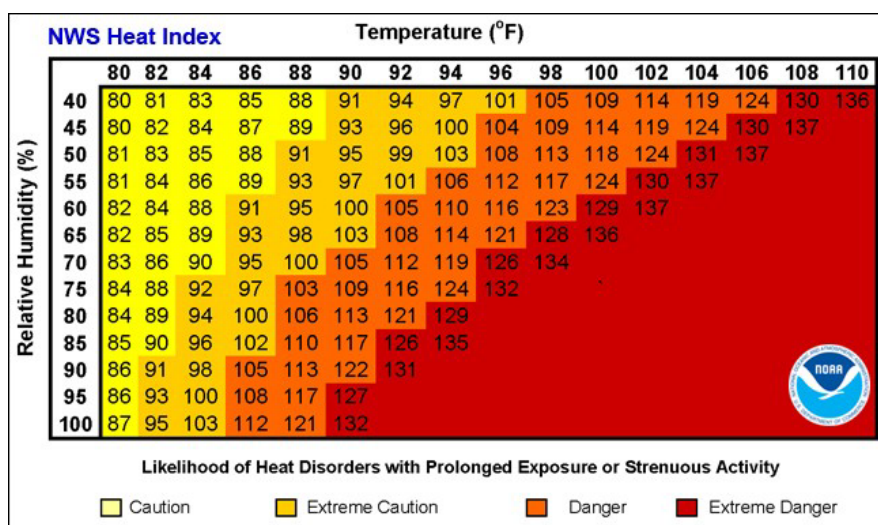 NWS Heat Index
Temperature (°F)
80 82 84 86 88 90 92 94 96 98 100 102 104 106 108 110
Relative Humidity (%)
40 80 81 83 85 88 91 94 97 101 105 109 114 119 124 130 136
45 80 82 84 87 89 93 96 100 104 109 114 119 124 130 137
50 81 83 85 88 91 95 99 103 108 113 118 124 131 137
55 81 84 86 89 93 97 101 106 112 117 124 130 137
60 82 84 88 91 95 100 105 110 116 123 129 137
65 82 85 89 93 98 103 108 114 121 128 136
70 83 86 90 95 100 105 112 119 126 134
75 84 88 92 97 103 109 116 124 132
80 84 89 94 100 106 113 121 129
85 85 90 96 102 110 117 126 135
90 86 91 98 105 113 122 131
95 86 93 100 108 117 127
100 87 95 103 112 121 132
NOAA
Likelihood of Heat Disorders with Prolonged Exposure or Strenuous Activity
Caution Extreme Caution Danger Extreme Danger